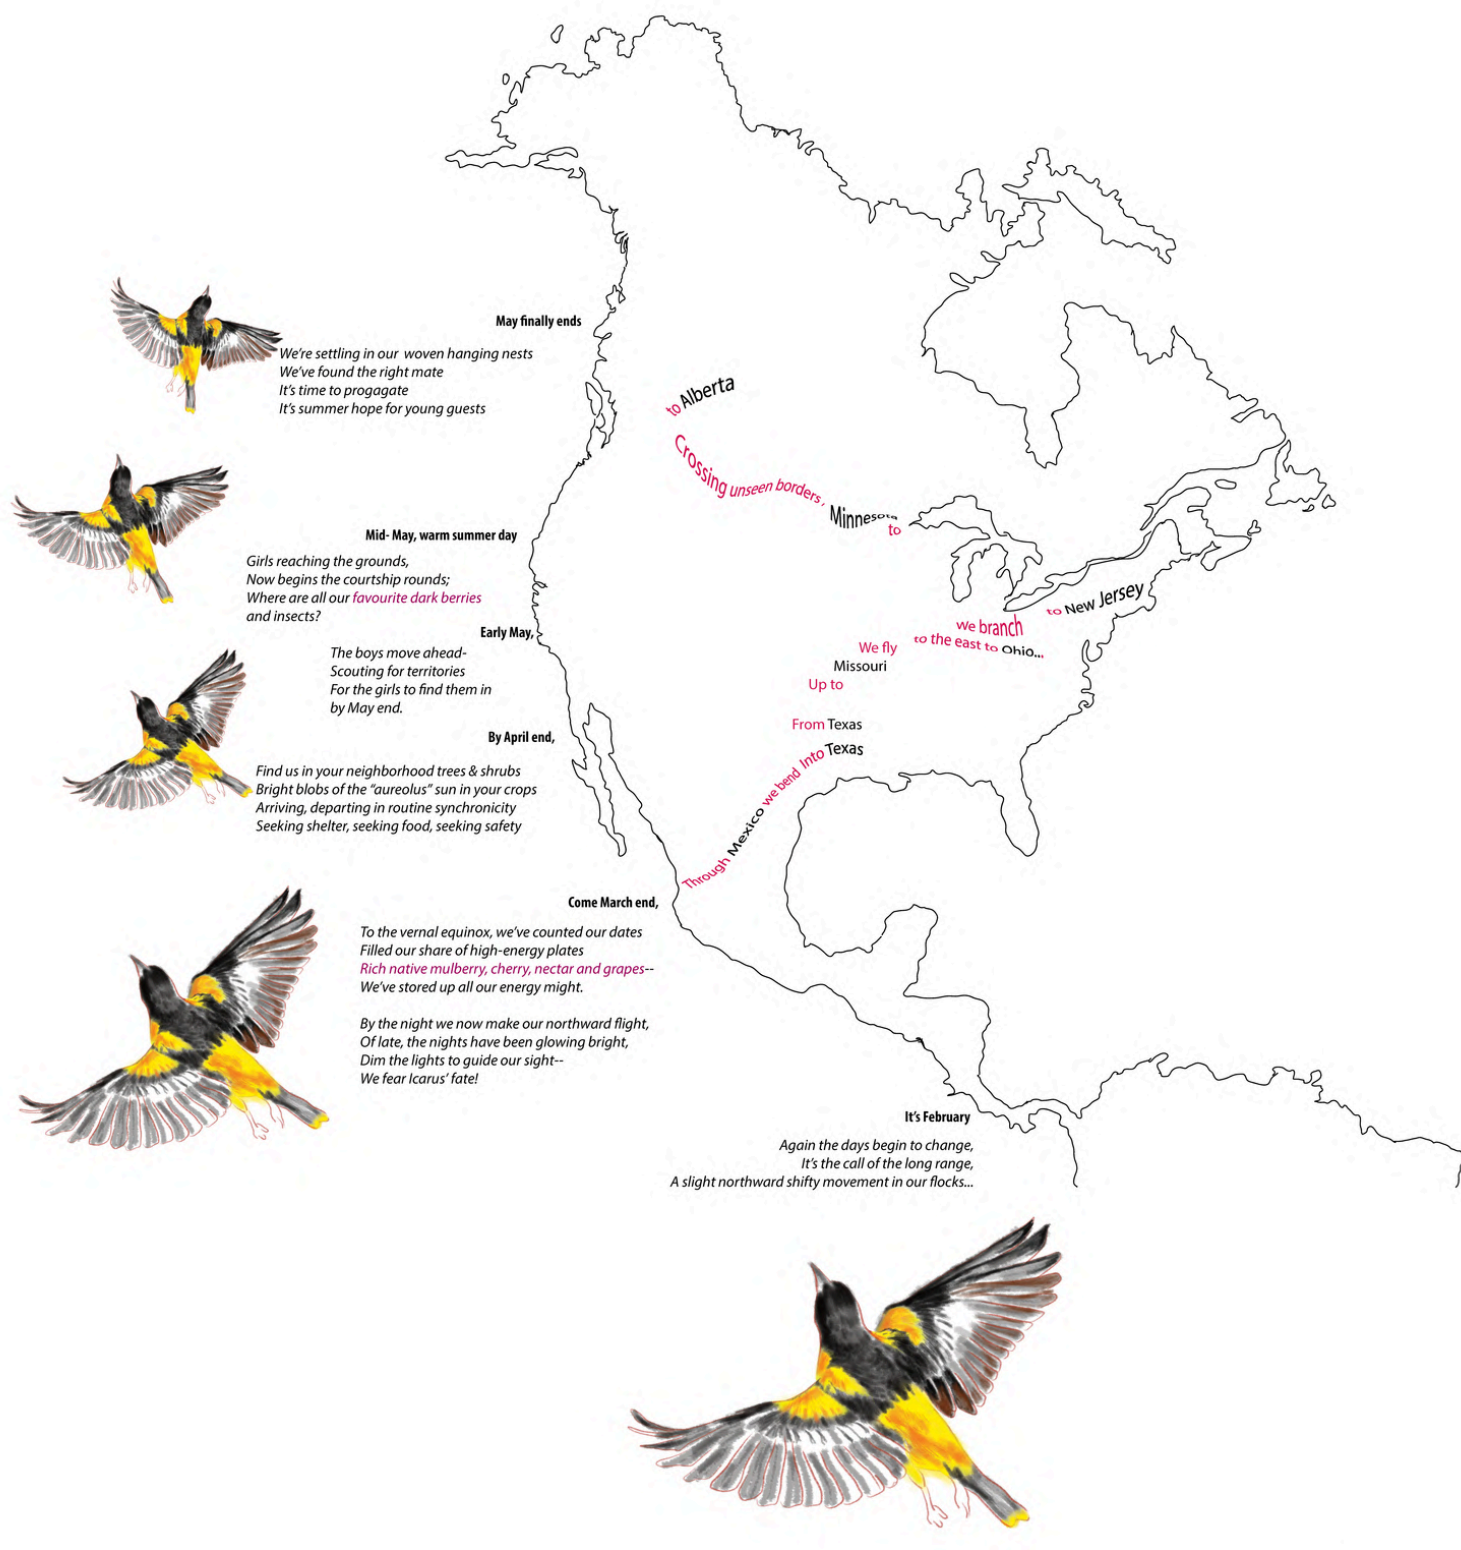 May finally ends
We're settling in our woven hanging nests
We've found the right mate
It's time to progagate
It's summer hope for young guests
to Alberta
Crossing unseen borders,
Minnesota
to
Mid- May, warm summer day
Girls reaching the grounds,
Now begins the courtship rounds;
Where are all our favourite dark berries
and insects?
to New Jersey
we branch
to the east to Ohio...
Early May,
The boys move ahead-
Scouting for territories
For the girls to find them in
by May end.
We fly
Missouri
Up to
From Texas
Through Mexico we bend Into Texas
By April end,
Find us in your neighborhood trees & shrubs
Bright blobs of the "aureolus" sun in your crops
Arriving, departing in routine synchronicity
Seeking shelter, seeking food, seeking safety
Come March end,
To the vernal equinox, we've counted our dates
Filled our share of high-energy plates
Rich native mulberry, cherry, nectar and grapes--
We've stored up all our energy might.
By the night we now make our northward flight,
Of late, the nights have been glowing bright,
Dim the lights to guide our sight--
We fear Icarus' fate!
It's February
Again the days begin to change,
It's the call of the long range,
A slight northward shifty movement in our flocks...